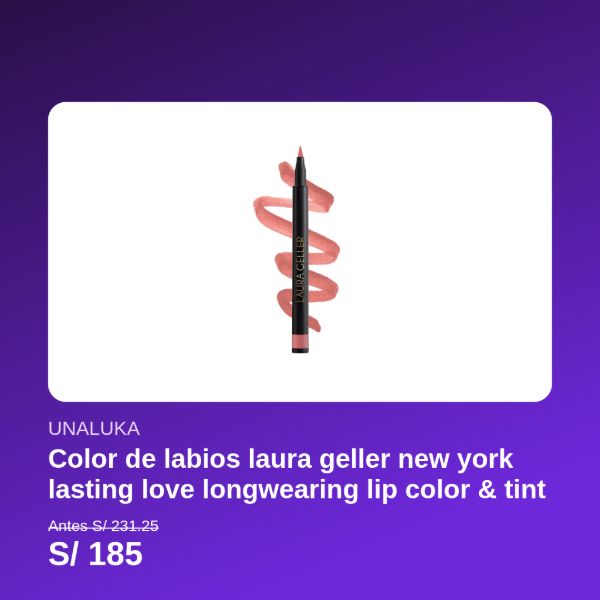 LAURA GELLER
UNALUKA
Color de labios laura geller new york
lasting love longwearing lip color & tint
Antes S/ 231.25
S/ 185